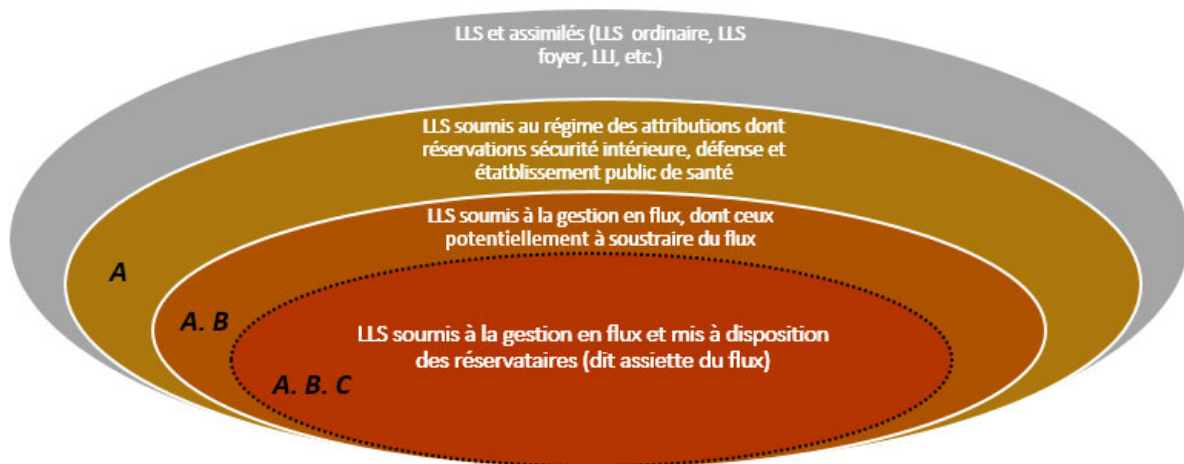 LLS et assimilés (LLS ordinaire, LLS
foyer, LLI, etc.)
LLS soumis au régime des attributions dont
réservations sécurité intérieure, défense et
étatblissement public de santé
LLS soumis à la gestion en flux, dont ceux
potentiellement à soustraire du flux
A
A. B
LLS soumis à la gestion en flux et mis à disposition
des réservataires (dit assiette du flux)
A. B. C